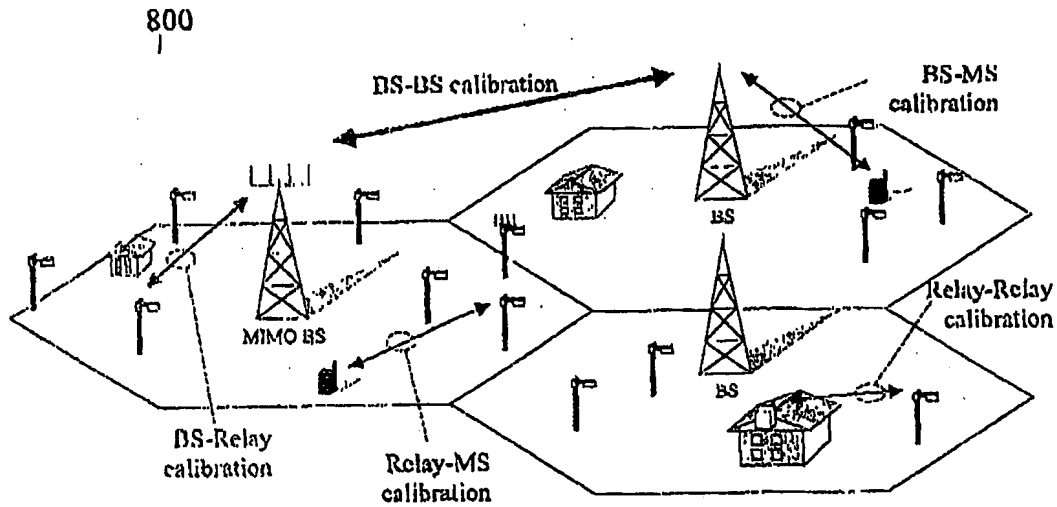 800
BS-BS calibration
BS-MS
calibration
BS
MIMO BS
Relay-Relay
calibration
BS
BS-Relay
calibration
Relay-MS
calibration